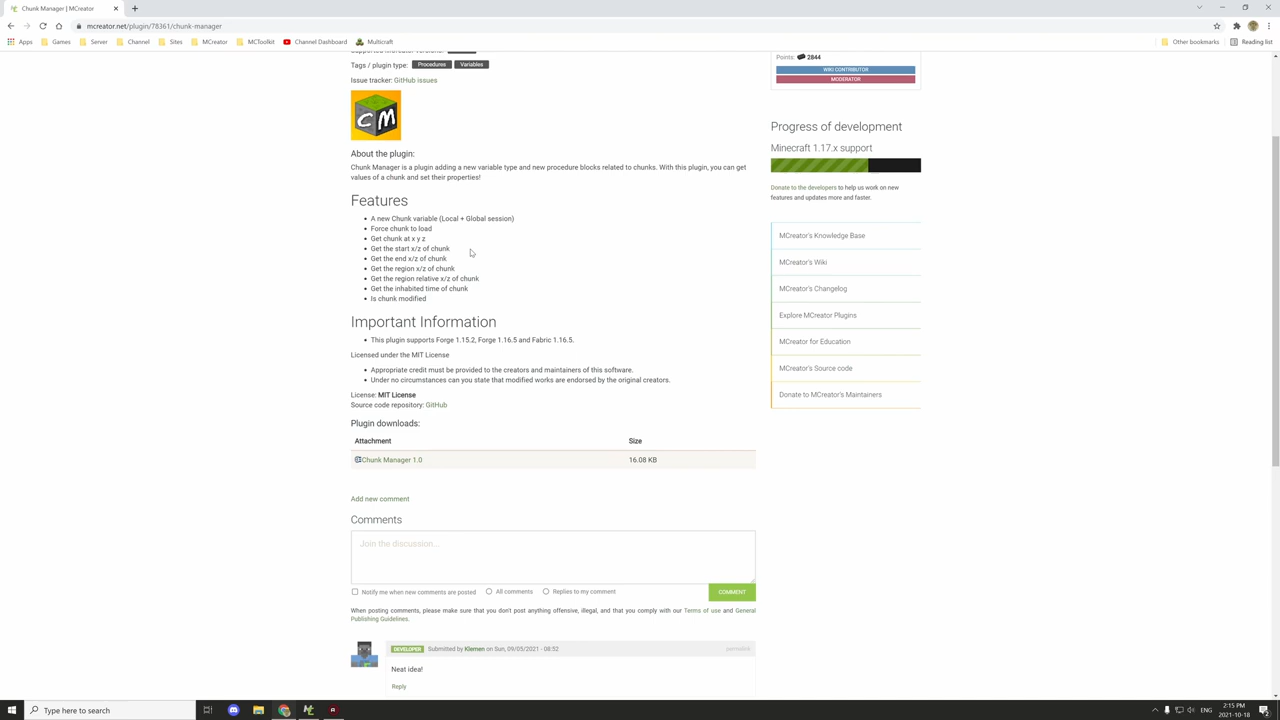 Chunk Manager | MCreator
mcreator.net/plugin/78361/chunk-manager
Apps Games Server Channel Sites MCreator MCToolkit Channel Dashboard Multicraft Other bookmarks Reading list
Tags / plugin type: Procedures Variables
Issue tracker: GitHub issues
CM
About the plugin:
Chunk Manager is a plugin adding a new variable type and new procedure blocks related to chunks. With this plugin, you can get
values of a chunk and set their properties!
Features
A new Chunk variable (Local + Global session)
Force chunk to load
Get chunk at x y z
Get the start x/z of chunk
Get the end x/z of chunk
Get the region x/z of chunk
Get the region relative x/z of chunk
Get the inhabited time of chunk
Is chunk modified
Important Information
This plugin supports Forge 1.15.2, Forge 1.16.5 and Fabric 1.16.5.
Licensed under the MIT License
Appropriate credit must be provided to the creators and maintainers of this software.
Under no circumstances can you state that modified works are endorsed by the original creators.
License: MIT License
Source code repository: GitHub
Plugin downloads:
Attachment Size
Chunk Manager 1.0 16.08 KB
Add new comment
Comments
Join the discussion...
Notify me when new comments are posted All comments Replies to my comment COMMENT
When posting comments, please make sure that you don't post anything offensive, illegal, and that you comply with our Terms of use and General
Publishing Guidelines.
DEVELOPER Submitted by Klemen on Sun, 09/05/2021 - 08:52 permalink
Neat idea!
Reply
Points: 2844
WIKI CONTRIBUTOR
MODERATOR
Progress of development
Minecraft 1.17.x support
Donate to the developers to help us work on new
features and updates more and faster.
MCreator's Knowledge Base
MCreator's Wiki
MCreator's Changelog
Explore MCreator Plugins
MCreator for Education
MCreator's Source code
Donate to MCreator's Maintainers
Type here to search
ENG
2:15 PM
2021-10-18